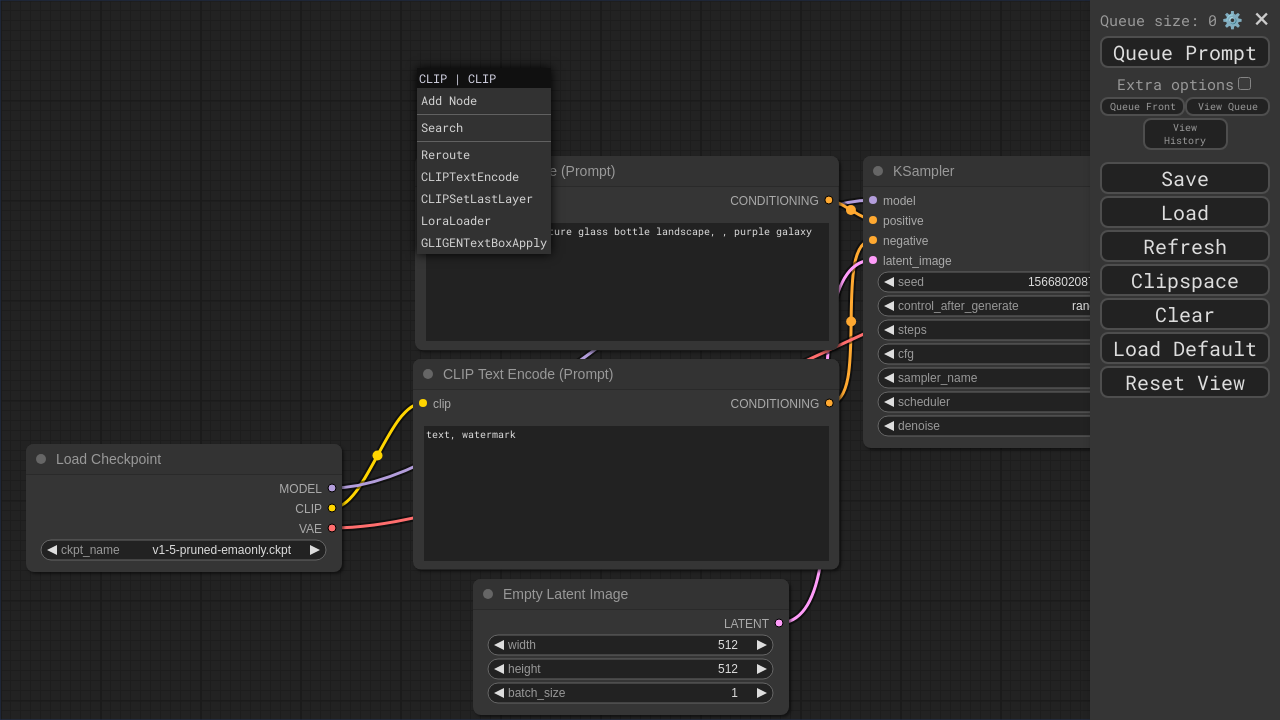 Queue size: 0
Queue Prompt
Extra options
Queue Front
View Queue
View
History
Save
Load
Refresh
Clipspace
Clear
Load Default
Reset View
CLIP | CLIP
Add Node
Search
Reroute
CLIPTextEncode
CLIPSetLastLayer
LoraLoader
GLIGENTextBoxApply
(Prompt)
CONDITIONING
glass bottle landscape, , purple galaxy
KSampler
model
positive
negative
latent_image
seed 156680208
control_after_generate
steps
cfg
sampler_name
scheduler
denoise
CLIP Text Encode (Prompt)
clip
CONDITIONING
text, watermark
Load Checkpoint
MODEL
CLIP
VAE
ckpt_name v1-5-pruned-emaonly.ckpt
Empty Latent Image
LATENT
width 512
height 512
batch_size 1